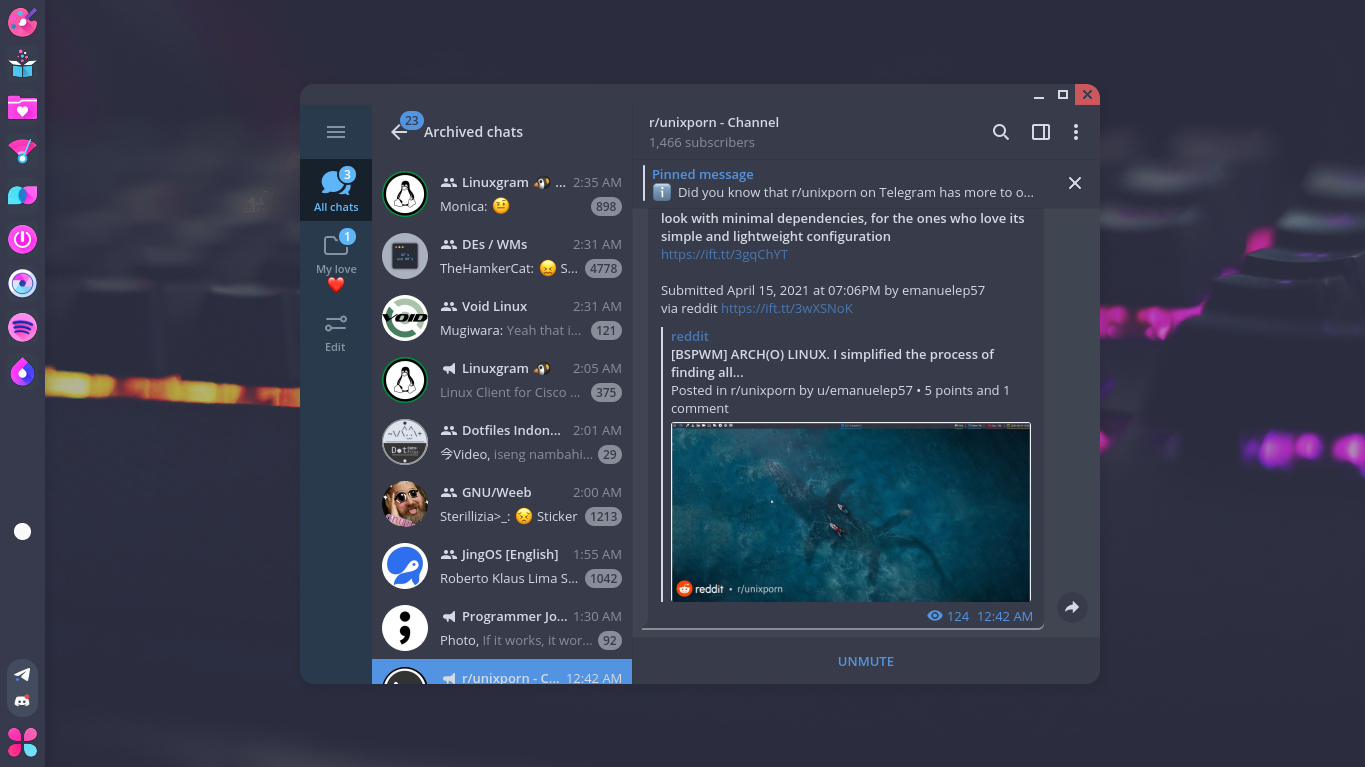 3
All chats
1
My love
Edit
23
Archived chats
Linuxgram 🐧 ... 2:35 AM
Monica: 😉 898
DEs / WMs 2:31 AM
TheHamkerCat: 😖 S... 4778
VOID
Void Linux 2:31 AM
Mugiwara: Yeah that i... 121
Linuxgram 🐧 2:05 AM
Linux Client for Cisco ... 375
Dotfiles Indon... 2:01 AM
今Video, iseng nambahi... 29
GNU/Weeb 2:00 AM
Sterillizia>_: 😣 Sticker 1213
JingOS [English] 1:55 AM
Roberto Klaus Lima S... 1042
Programmer Jo... 1:30 AM
Photo, If it works, it wor... 92
r/unixporn - C... 12:42 AM
r/unixporn - Channel
1,466 subscribers
Pinned message
ℹ️ Did you know that r/unixporn on Telegram has more to o...
look with minimal dependencies, for the ones who love its
simple and lightweight configuration
https://ift.tt/3gqChYT
Submitted April 15, 2021 at 07:06PM by emanuelep57
via reddit https://ift.tt/3wXSNoK
reddit
[BSPWM] ARCH(O) LINUX. I simplified the process of
finding all...
Posted in r/unixporn by u/emanuelep57 • 5 points and 1
comment
reddit • r/unixporn
124 12:42 AM
UNMUTE